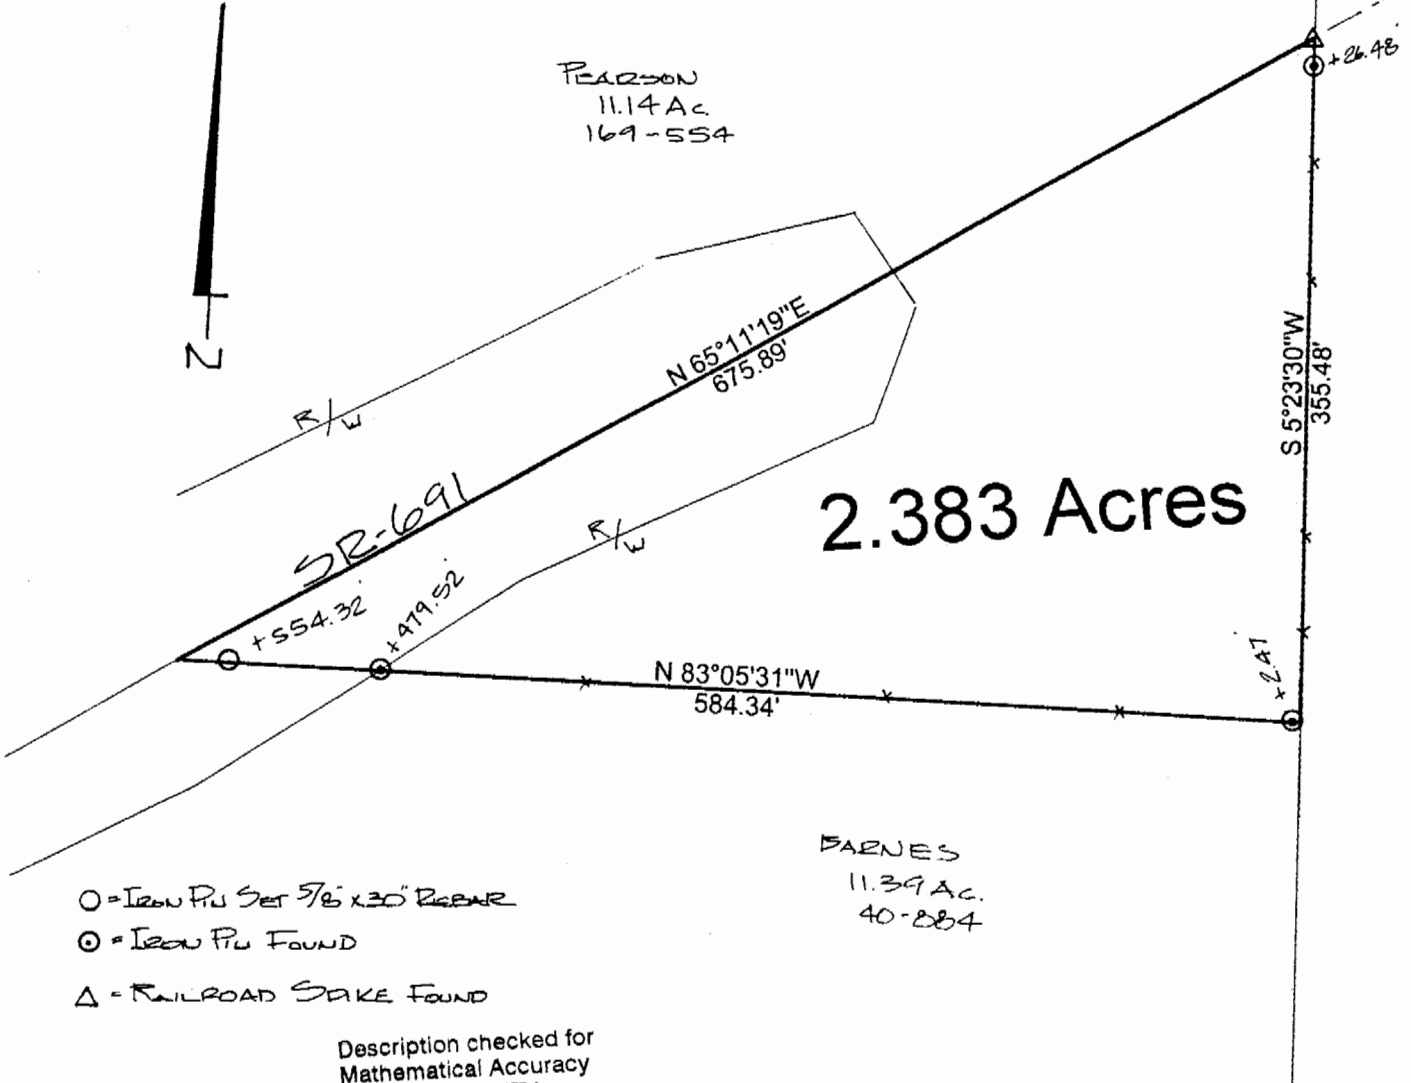 PEARSON
11.14 Ac.
169-554
+26.48'
N
N 65°11'19"E
675.89'
S 5°23'30"W
355.48'
R/W
SR-691
R/W
2.383 Acres
+554.32'
+479.52'
N 83°05'31"W
584.34'
+2.47'
BARNES
11.39 Ac.
40-884
○ = IRON PIN SET 5/8" x 30" REBAR
⊙ = IRON PIN FOUND
△ = RAILROAD SPIKE FOUND
Description checked for
Mathematical Accuracy